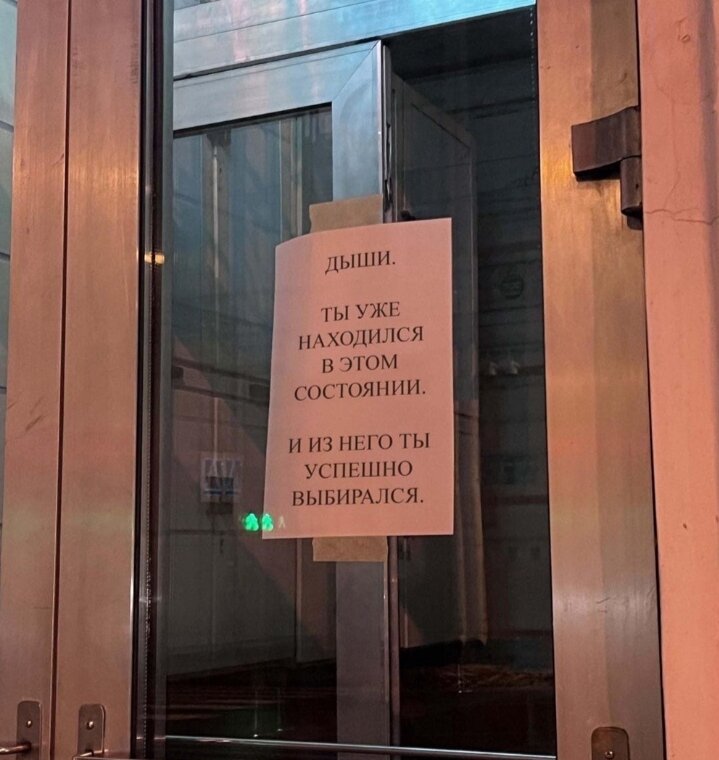 ДЫШИ.
ТЫ УЖЕ
НАХОДИЛСЯ
В ЭТОМ
СОСТОЯНИИ.
И ИЗ НЕГО ТЫ
УСПЕШНО
ВЫБИРАЛСЯ.